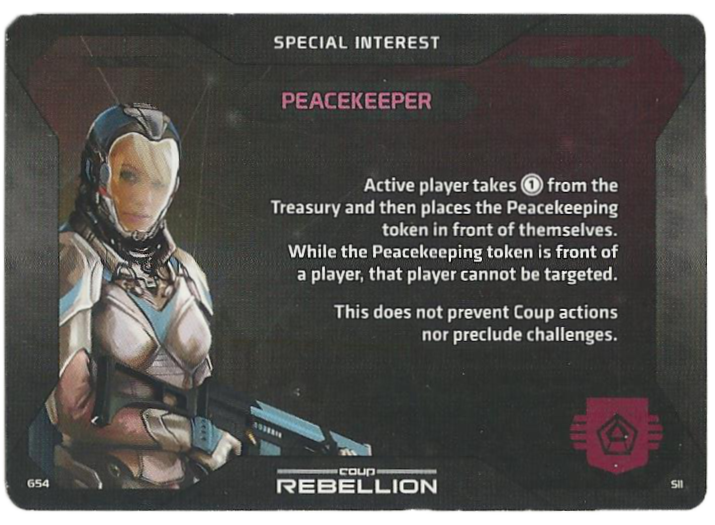 SPECIAL INTEREST
PEACEKEEPER
Active player takes 1 from the
Treasury and then places the Peacekeeping
token in front of themselves.
While the Peacekeeping token is front of
a player, that player cannot be targeted.
This does not prevent Coup actions
nor preclude challenges.
G54
COUP
REBELLION
S11